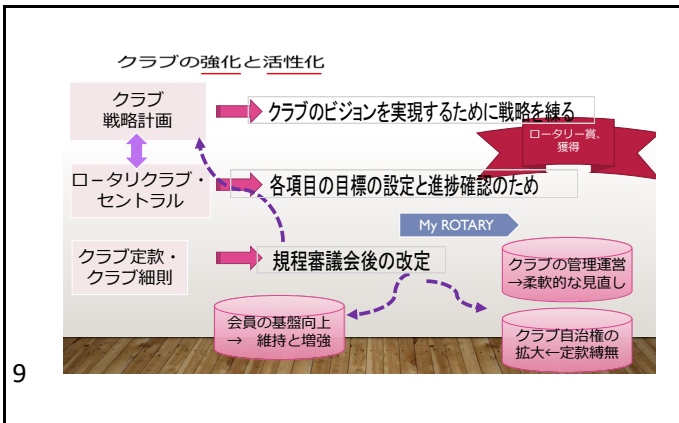 クラブの強化と活性化
クラブ
戦略計画
クラブのビジョンを実現するために戦略を練る
ロータリー賞、
獲得
ロータリクラブ・
セントラル
各項目の目標の設定と進捗確認のため
My ROTARY
クラブ定款・
クラブ細則
規程審議会後の改定
クラブの管理運営
→柔軟的な見直し
会員の基盤向上
→ 維持と増強
クラブ自治権の
拡大←定款縛無
9